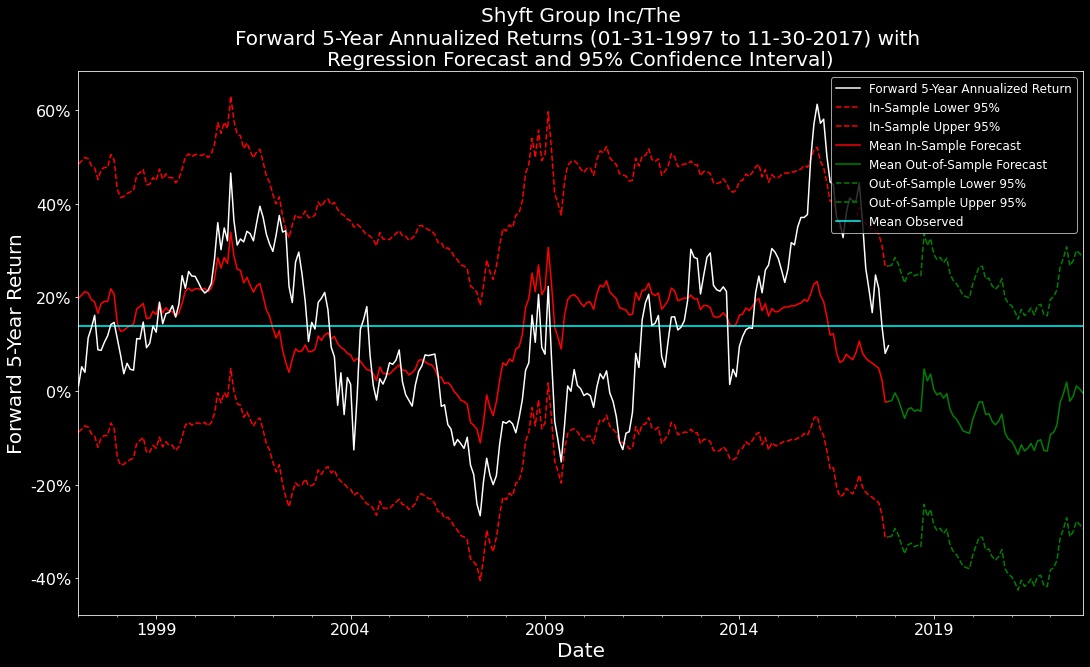 Shyft Group Inc/The
Forward 5-Year Annualized Returns (01-31-1997 to 11-30-2017) with
Regression Forecast and 95% Confidence Interval)
Forward 5-Year Annualized Return
In-Sample Lower 95%
In-Sample Upper 95%
Mean In-Sample Forecast
Mean Out-of-Sample Forecast
Out-of-Sample Lower 95%
Out-of-Sample Upper 95%
Mean Observed
Forward 5-Year Return
60%
40%
20%
0%
-20%
-40%
1999
2004
2009
2014
2019
Date